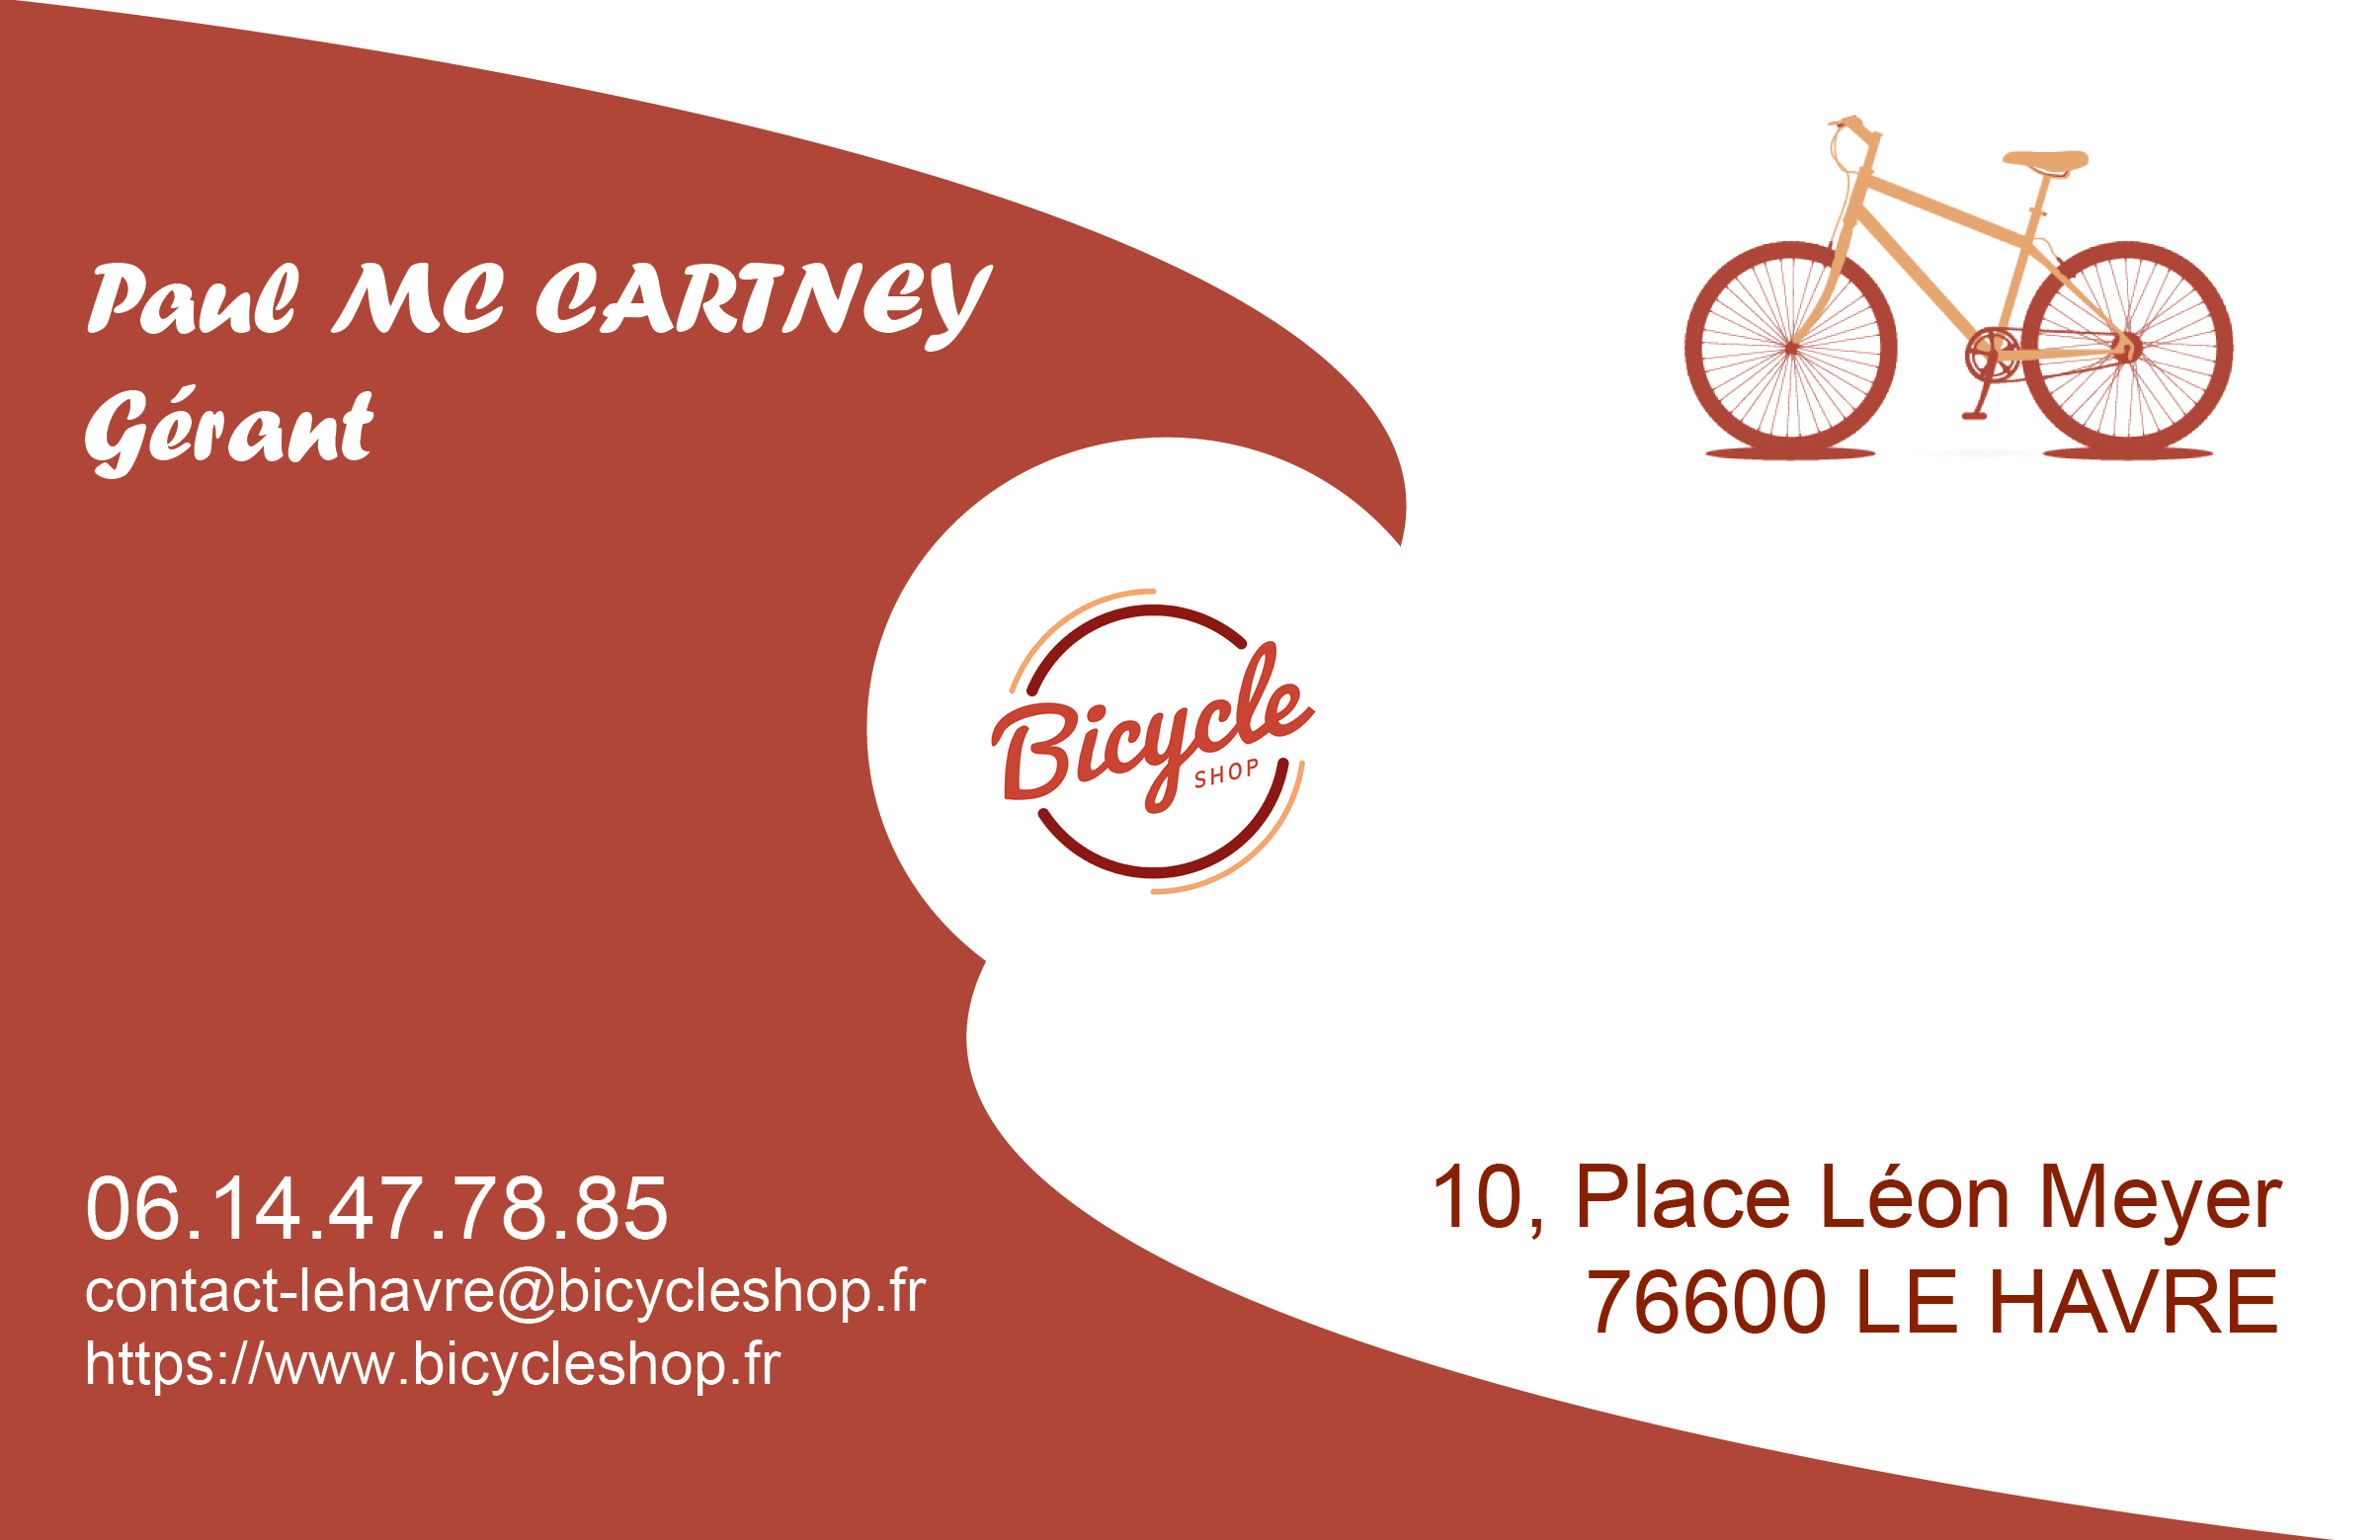 Paul MC CARTNEY
Gérant
Bicycle
SHOP
06.14.47.78.85
contact-lehavre@bicycleshop.fr
https://www.bicycleshop.fr
10, Place Léon Meyer
76600 LE HAVRE